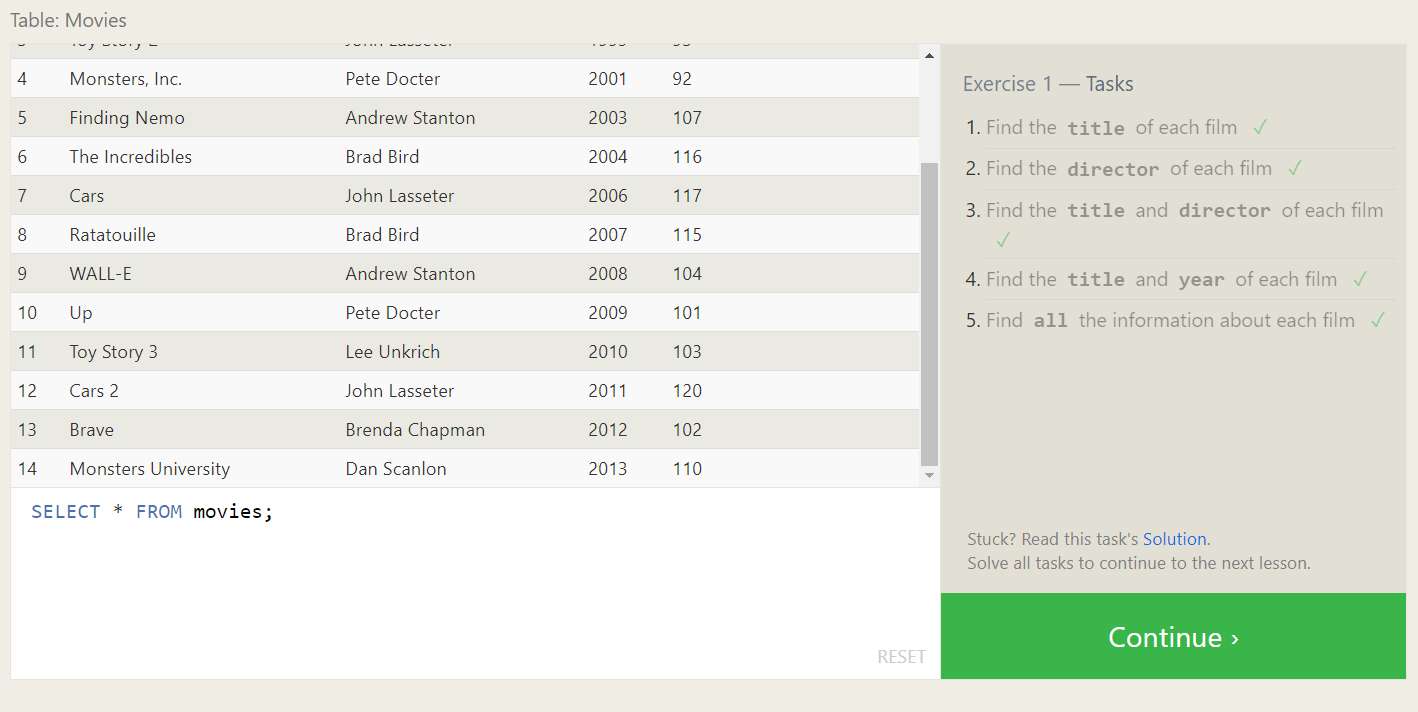 Table: Movies
4 Monsters, Inc. Pete Docter 2001 92
5 Finding Nemo Andrew Stanton 2003 107
6 The Incredibles Brad Bird 2004 116
7 Cars John Lasseter 2006 117
8 Ratatouille Brad Bird 2007 115
9 WALL-E Andrew Stanton 2008 104
10 Up Pete Docter 2009 101
11 Toy Story 3 Lee Unkrich 2010 103
12 Cars 2 John Lasseter 2011 120
13 Brave Brenda Chapman 2012 102
14 Monsters University Dan Scanlon 2013 110
SELECT * FROM movies;
RESET
Exercise 1 — Tasks
1. Find the title of each film ✓
2. Find the director of each film ✓
3. Find the title and director of each film
✓
4. Find the title and year of each film ✓
5. Find all the information about each film ✓
Stuck? Read this task's Solution.
Solve all tasks to continue to the next lesson.
Continue ›